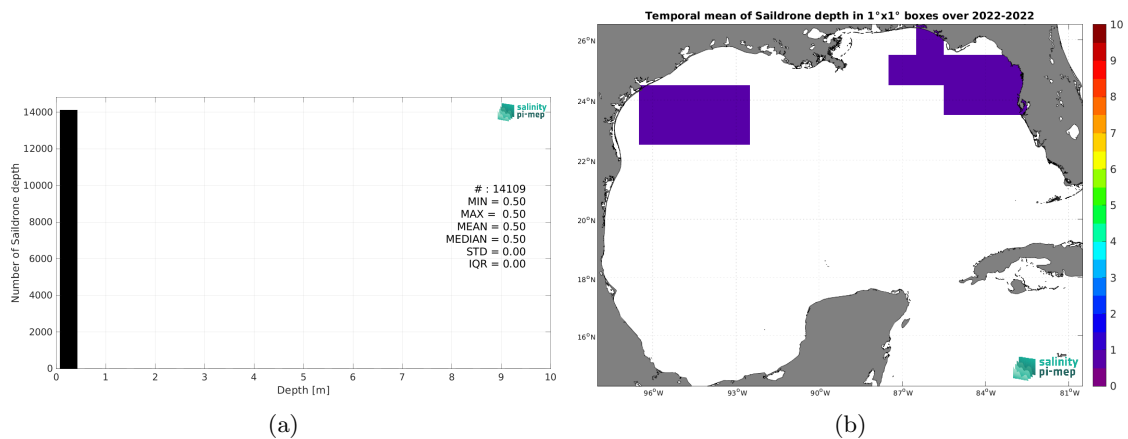 Number of Saildrone depth
14000
12000
10000
8000
6000
4000
2000
0
salinity
pi-mep
# : 14109
MIN = 0.50
MAX = 0.50
MEAN = 0.50
MEDIAN = 0.50
STD = 0.00
IQR = 0.00
0 1 2 3 4 5 6 7 8 9 10
Depth [m]
(a)
Temporal mean of Saildrone depth in 1°x1° boxes over 2022-2022
26°N
24°N
22°N
20°N
18°N
16°N
96°W 93°W 90°W 87°W 84°W 81°W
salinity
pi-mep
10
9
8
7
6
5
4
3
2
1
0
(b)